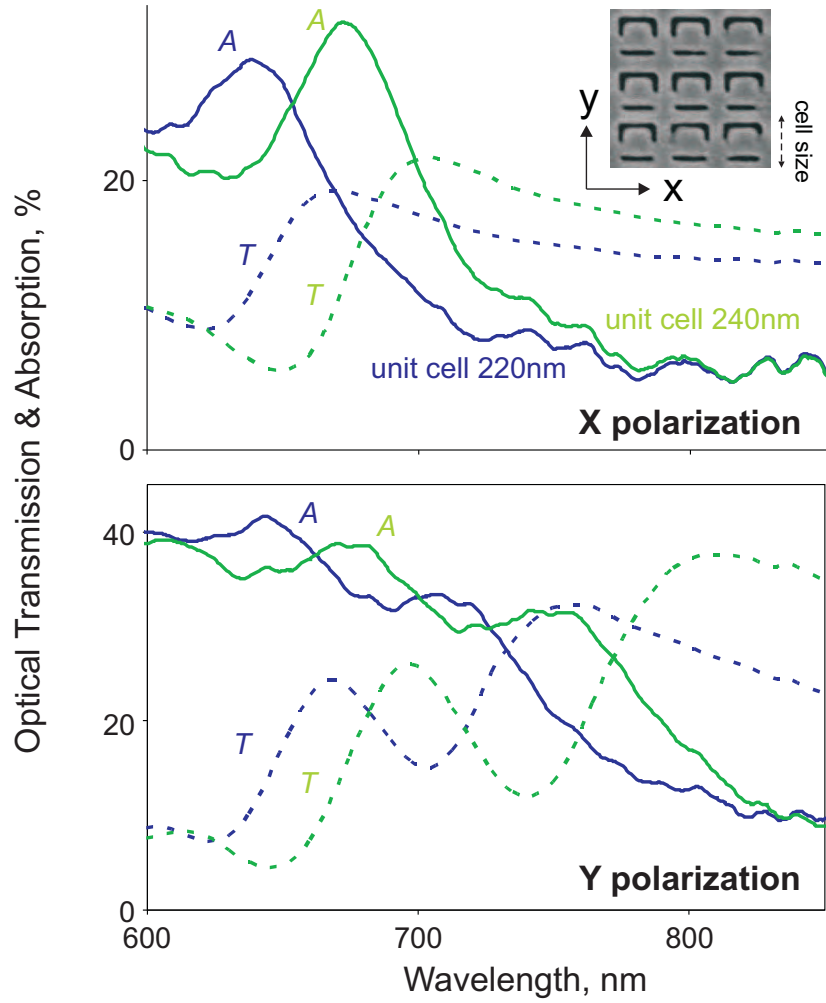 Optical Transmission & Absorption, %
A
A
y
x
cell size
20
T
T
unit cell 240nm
unit cell 220nm
X polarization
0
40
A
A
20
T
T
Y polarization
0
600
700
800
Wavelength, nm